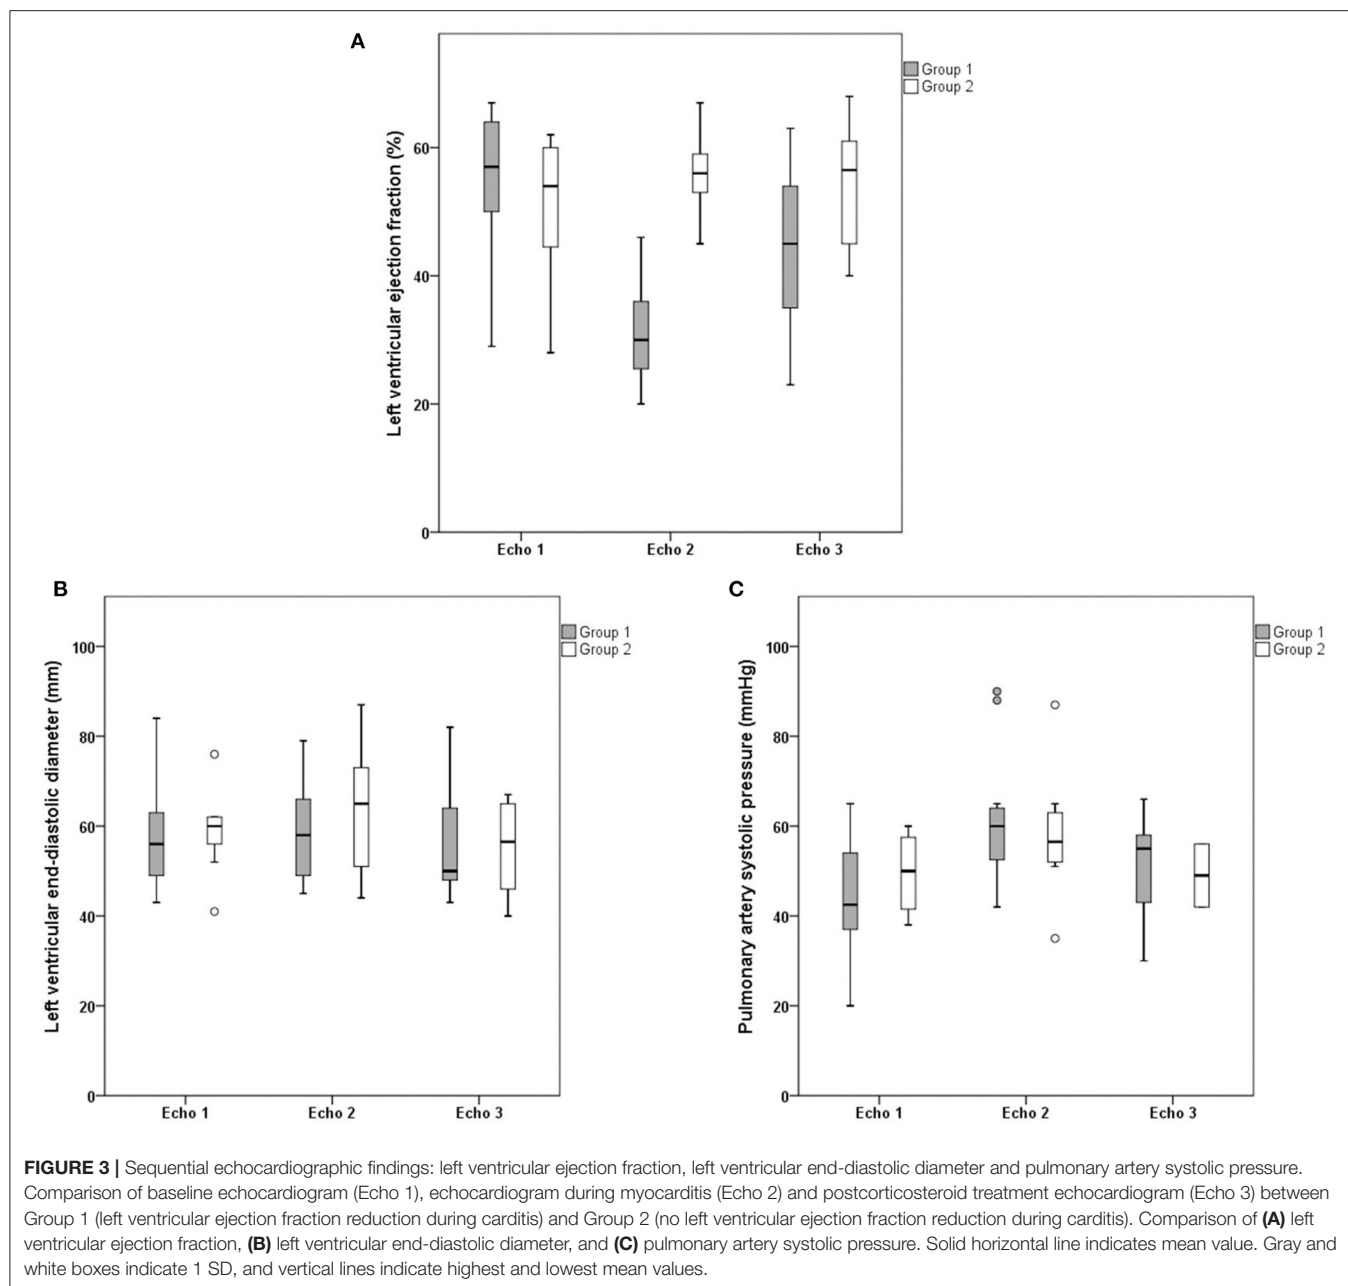 A
Group 1
Group 2
Left ventricular ejection fraction (%)
60
40
20
0
Echo 1 Echo 2 Echo 3
B
Group 1
Group 2
Left ventricular end-diastolic diameter (mm)
100
80
60
40
20
0
Echo 1 Echo 2 Echo 3
C
Group 1
Group 2
Pulmonary artery systolic pressure (mmHg)
100
80
60
40
20
0
Echo 1 Echo 2 Echo 3
FIGURE 3 | Sequential echocardiographic findings: left ventricular ejection fraction, left ventricular end-diastolic diameter and pulmonary artery systolic pressure.
Comparison of baseline echocardiogram (Echo 1), echocardiogram during myocarditis (Echo 2) and postcorticosteroid treatment echocardiogram (Echo 3) between
Group 1 (left ventricular ejection fraction reduction during carditis) and Group 2 (no left ventricular ejection fraction reduction during carditis). Comparison of (A) left
ventricular ejection fraction, (B) left ventricular end-diastolic diameter, and (C) pulmonary artery systolic pressure. Solid horizontal line indicates mean value. Gray and
white boxes indicate 1 SD, and vertical lines indicate highest and lowest mean values.